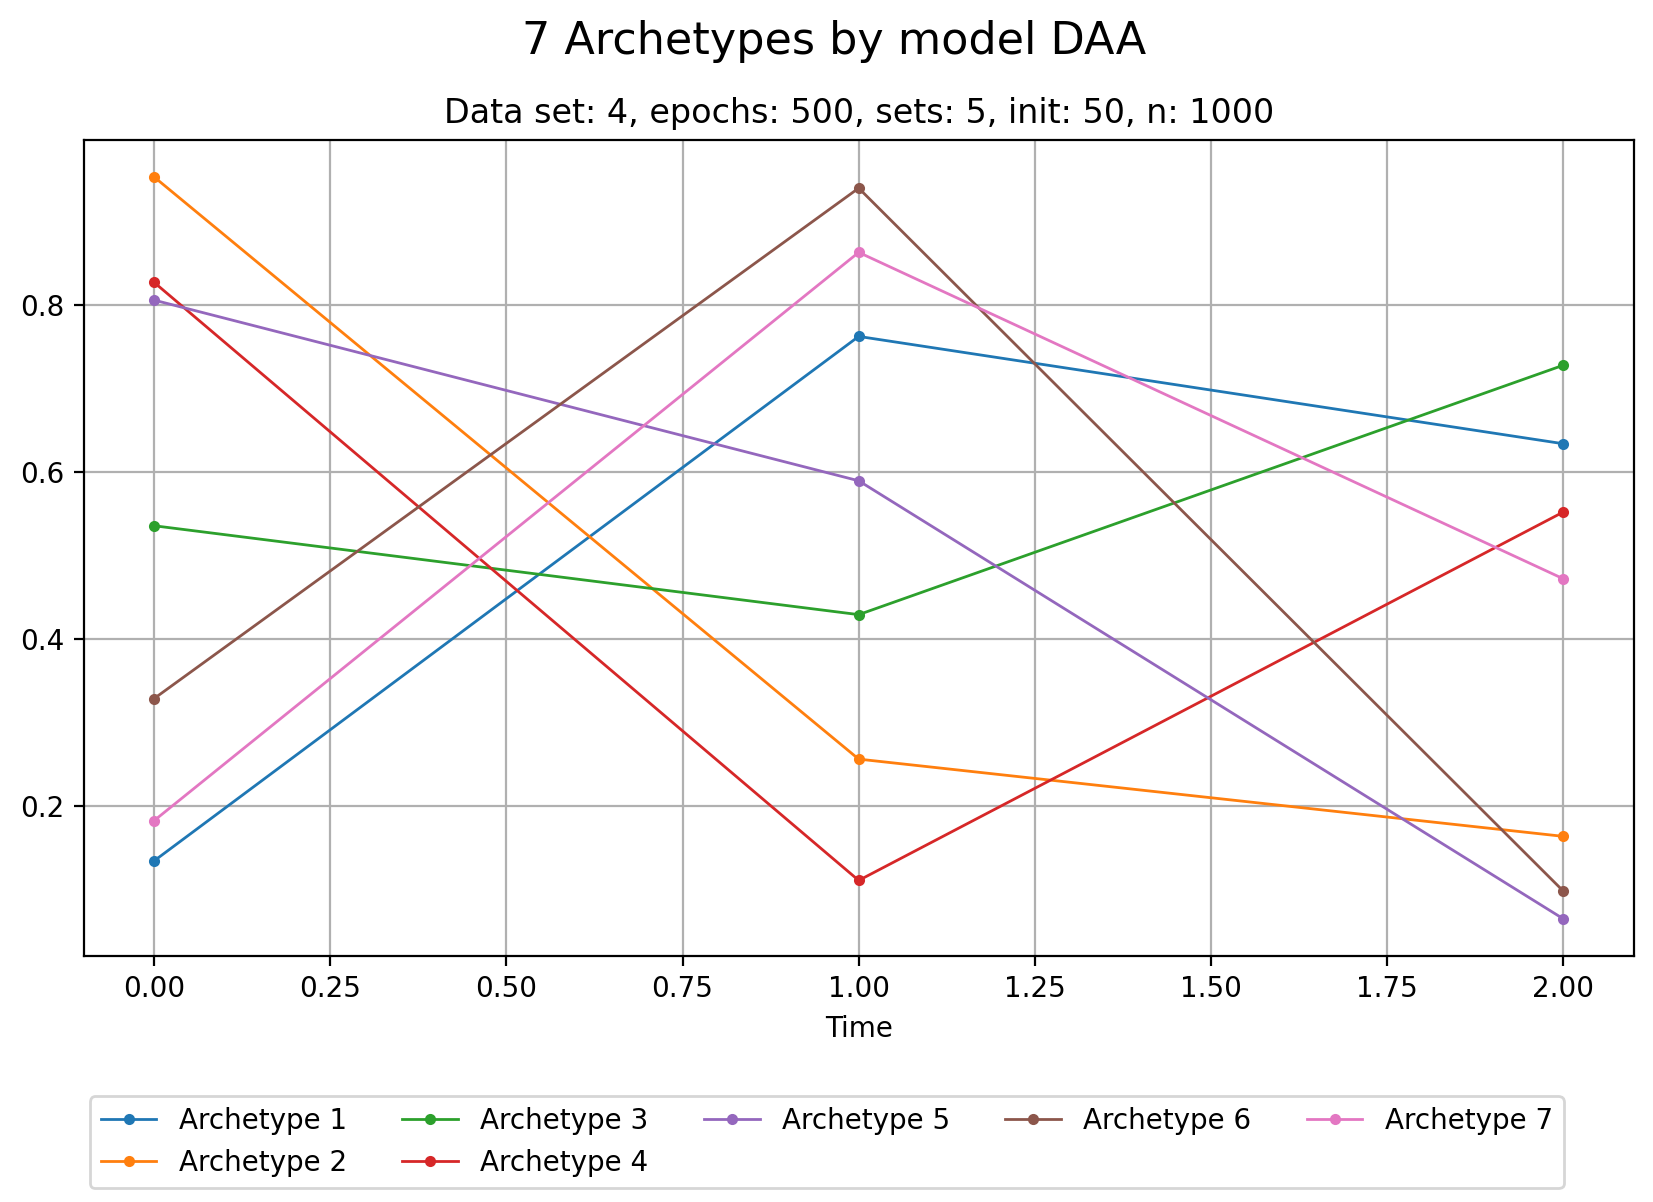 7 Archetypes by model DAA
Data set: 4, epochs: 500, sets: 5, init: 50, n: 1000
0.8
0.6
0.4
0.2
0.00 0.25 0.50 0.75 1.00 1.25 1.50 1.75 2.00
Time
Archetype 1 Archetype 3 Archetype 5 Archetype 6 Archetype 7
Archetype 2 Archetype 4